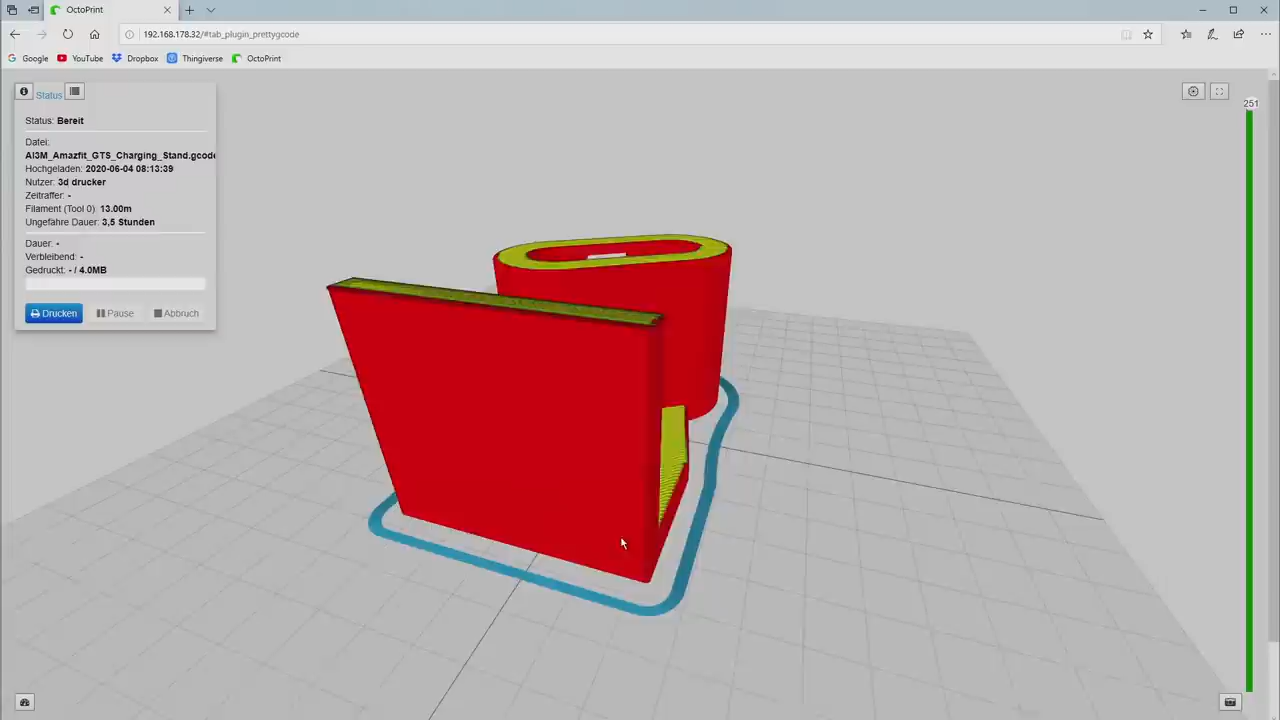 OctoPrint
192.168.178.32/#tab_plugin_prettygcode
Google YouTube Dropbox Thingiverse OctoPrint
Status
251
Status: Bereit
Datei:
AI3M_Amazfit_GTS_Charging_Stand.gcode
Hochgeladen: 2020-06-04 08:13:39
Nutzer: 3d drucker
Zeitraffer: -
Filament (Tool 0): 13.00m
Ungefähre Dauer: 3,5 Stunden
Dauer: -
Verbleibend: -
Gedruckt: - / 4.0MB
Drucken Pause Abbruch